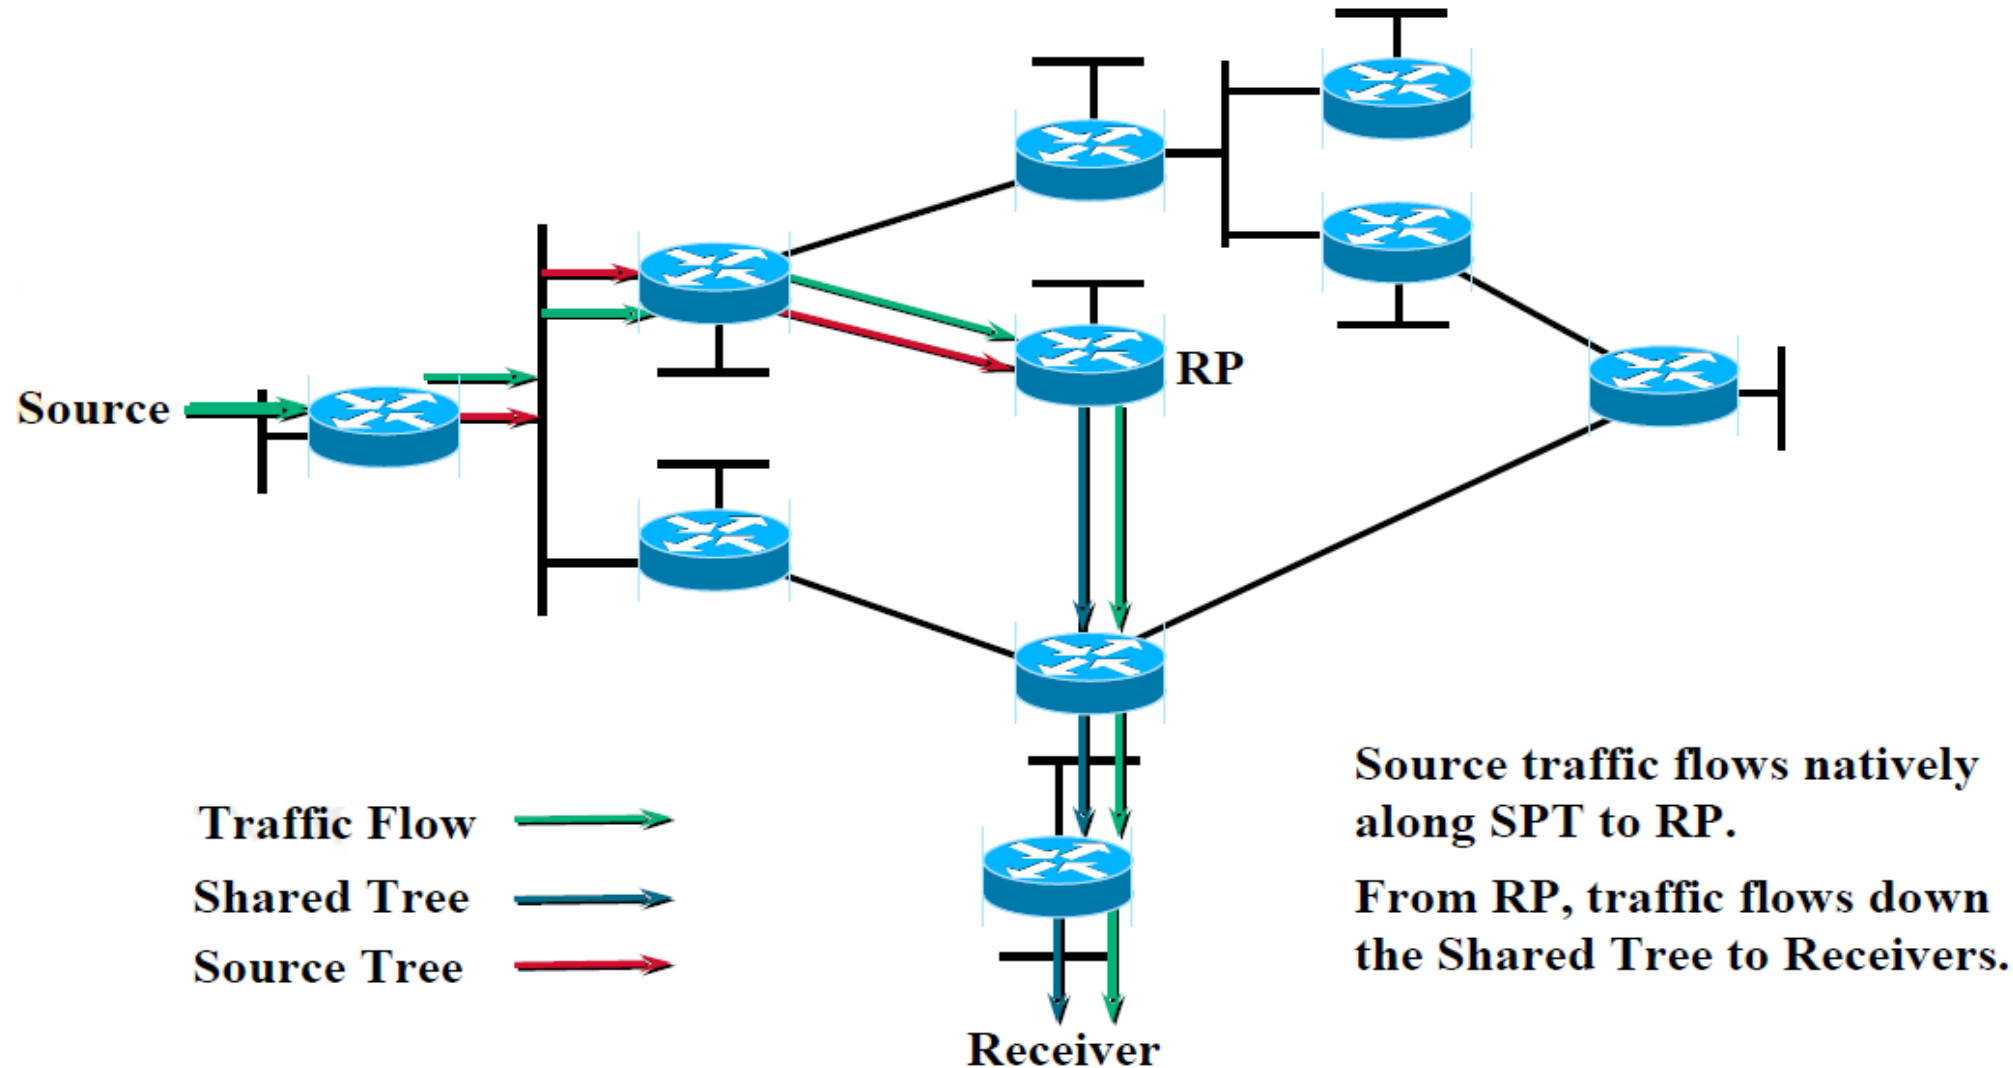 RP
Source
Traffic Flow
Shared Tree
Source Tree
Receiver
Source traffic flows natively
along SPT to RP.
From RP, traffic flows down
the Shared Tree to Receivers.